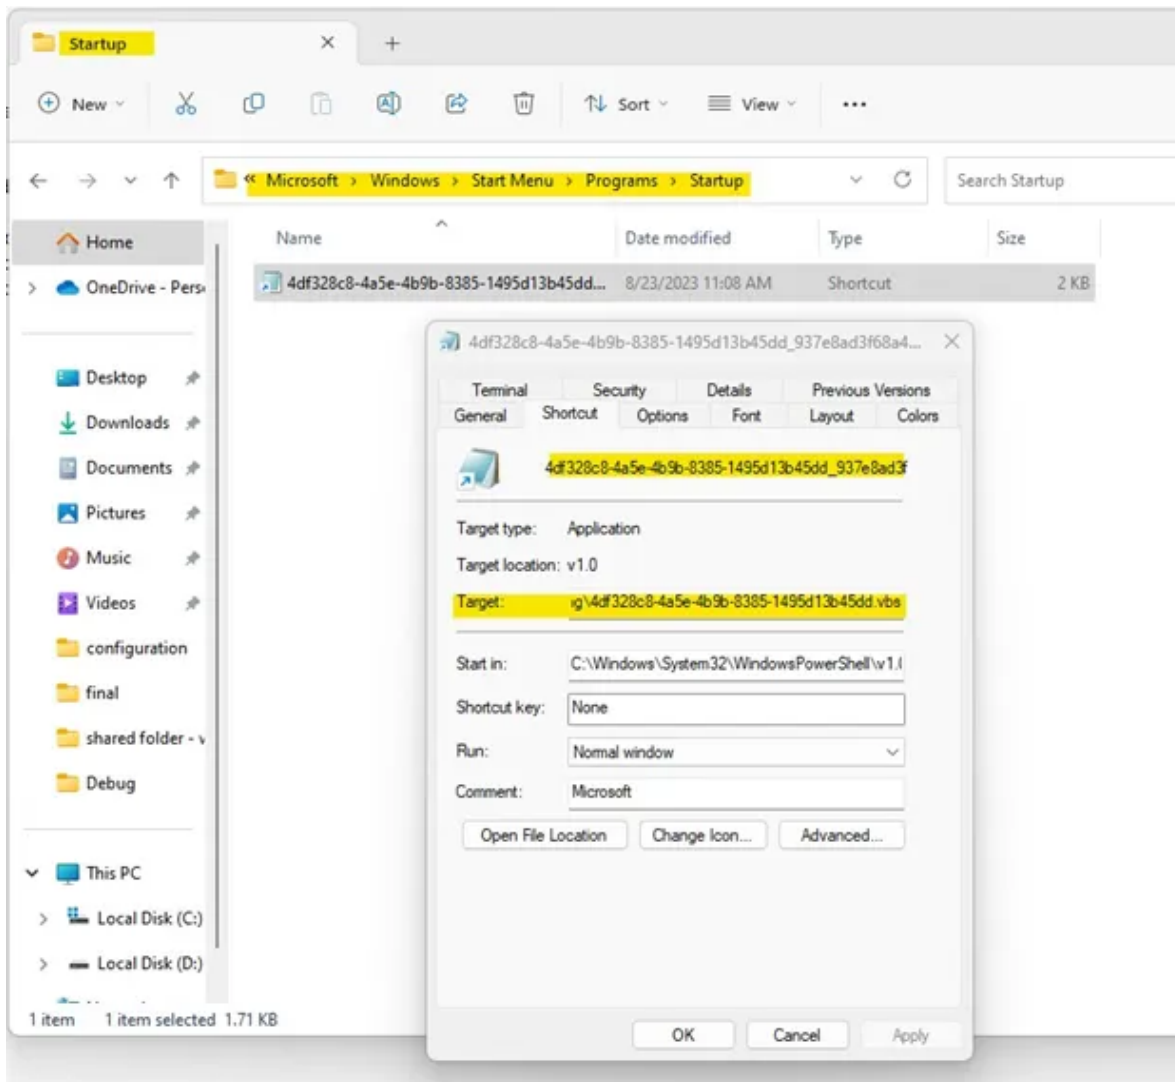 Startup
New Sort View
« Microsoft > Windows > Start Menu > Programs > Startup Search Startup
Name Date modified Type Size
4df328c8-4a5e-4b9b-8385-1495d13b45dd... 8/23/2023 11:08 AM Shortcut 2 KB
Home
OneDrive - Pers
Desktop
Downloads
Documents
Pictures
Music
Videos
configuration
final
shared folder - v
Debug
This PC
Local Disk (C:)
Local Disk (D:)
1 item 1 item selected 1.71 KB
4df328c8-4a5e-4b9b-8385-1495d13b45dd_937e8ad3f68a4...
Terminal Security Details Previous Versions
General Shortcut Options Font Layout Colors
4df328c8-4a5e-4b9b-8385-1495d13b45dd_937e8ad3f
Target type: Application
Target location: v1.0
Target: ıg\4df328c8-4a5e-4b9b-8385-1495d13b45dd.vbs
Start in: C:\Windows\System32\WindowsPowerShell\v1.(
Shortcut key: None
Run: Normal window
Comment: Microsoft
Open File Location Change Icon... Advanced...
OK Cancel Apply